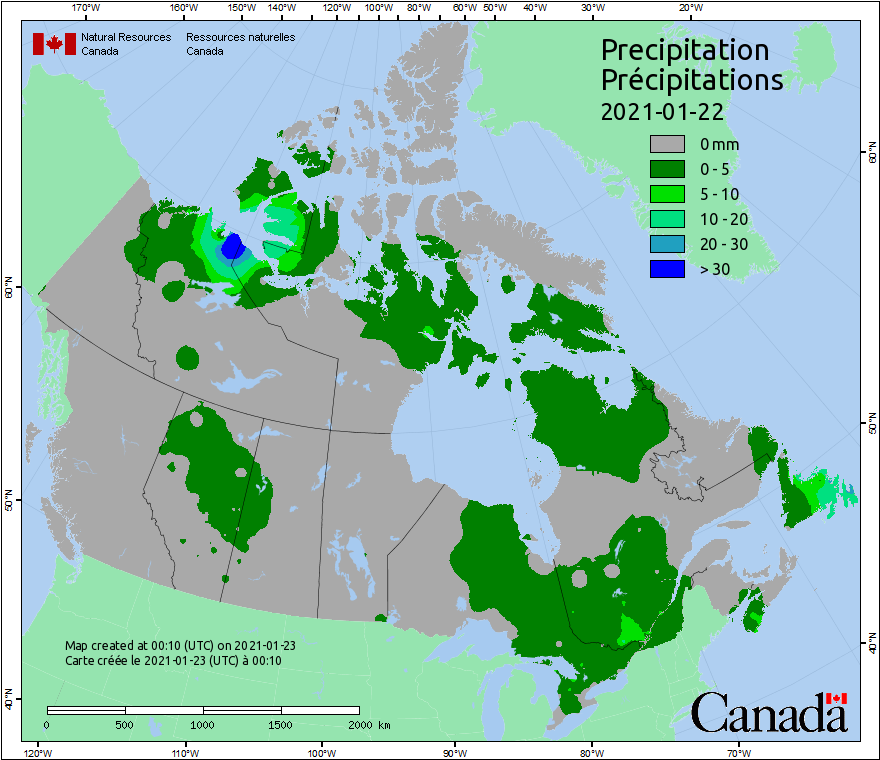 170°W 160°W 150°W 140°W 120°W 100°W 80°W 60°W 50°W 40°W 30°W 20°W
Natural Resources Ressources naturelles
Canada Canada
Precipitation
Précipitations
2021-01-22
0 mm
0 - 5
5 - 10
10 - 20
20 - 30
> 30
60°N
60°N
50°N
50°N
40°N
40°N
Map created at 00:10 (UTC) on 2021-01-23
Carte créée le 2021-01-23 (UTC) à 00:10
0 500 1000 1500 2000 km
Canada
120°W 110°W 100°W 90°W 80°W 70°W